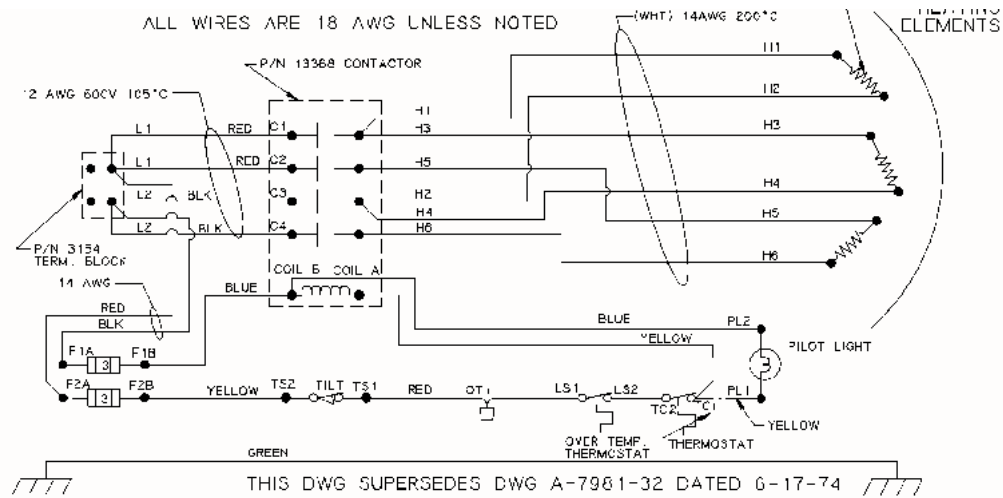 ALL WIRES ARE 18 AWG UNLESS NOTED
(WHT) 14AWG 200°C
ELEMENTS
P/N 13368 CONTACTOR
12 AWG 600V 105°C
L1
RED
C1
H1
H3
L1
RED
C2
H5
L2
BLK
C3
H2
H4
L2
BLK
C4
H6
H1
H2
H3
H4
H5
H6
P/N 3154
TERM. BLOCK
14 AWG
COIL B
COIL A
BLUE
RED
BLK
BLUE
PL2
YELLOW
PILOT LIGHT
F1A
3
F1B
F2A
3
F2B
YELLOW
TS2
TILT
TS1
RED
OT1
LS1
LS2
TC2
TC1
PL1
YELLOW
OVER TEMP.
THERMOSTAT
THERMOSTAT
GREEN
THIS DWG SUPERSEDES DWG A-7961-32 DATED 6-17-74